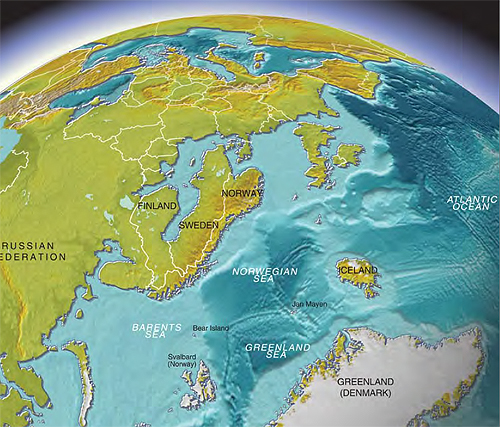 NORWAY
FINLAND
SWEDEN
ATLANTIC
OCEAN
RUSSIAN
EDERATION
NORWEGIAN
SEA
ICELAND
Jan Mayen
BARENTS
SEA
Bear Island
GREENLAND
SEA
Svalbard
(Norway)
GREENLAND
(DENMARK)